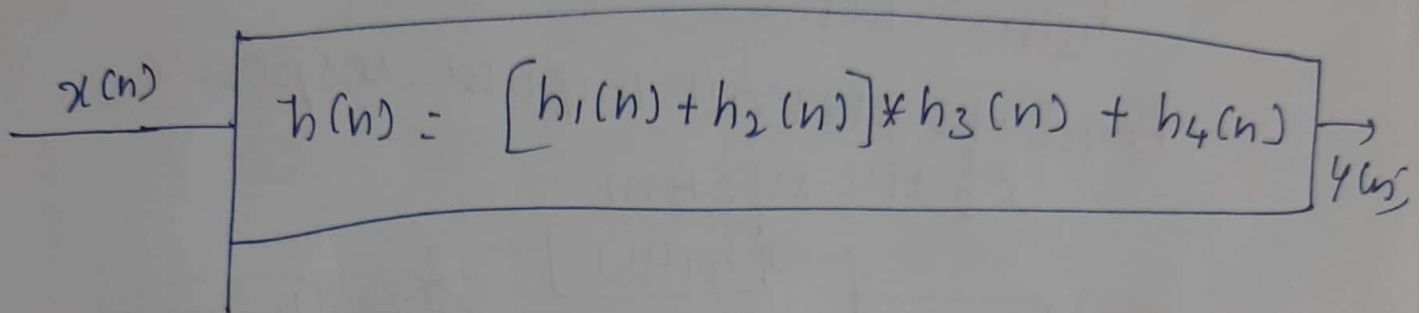 x(n)
h(n) = [h₁(n) + h₂(n)] * h₃(n) + h₄(n)
y(n)